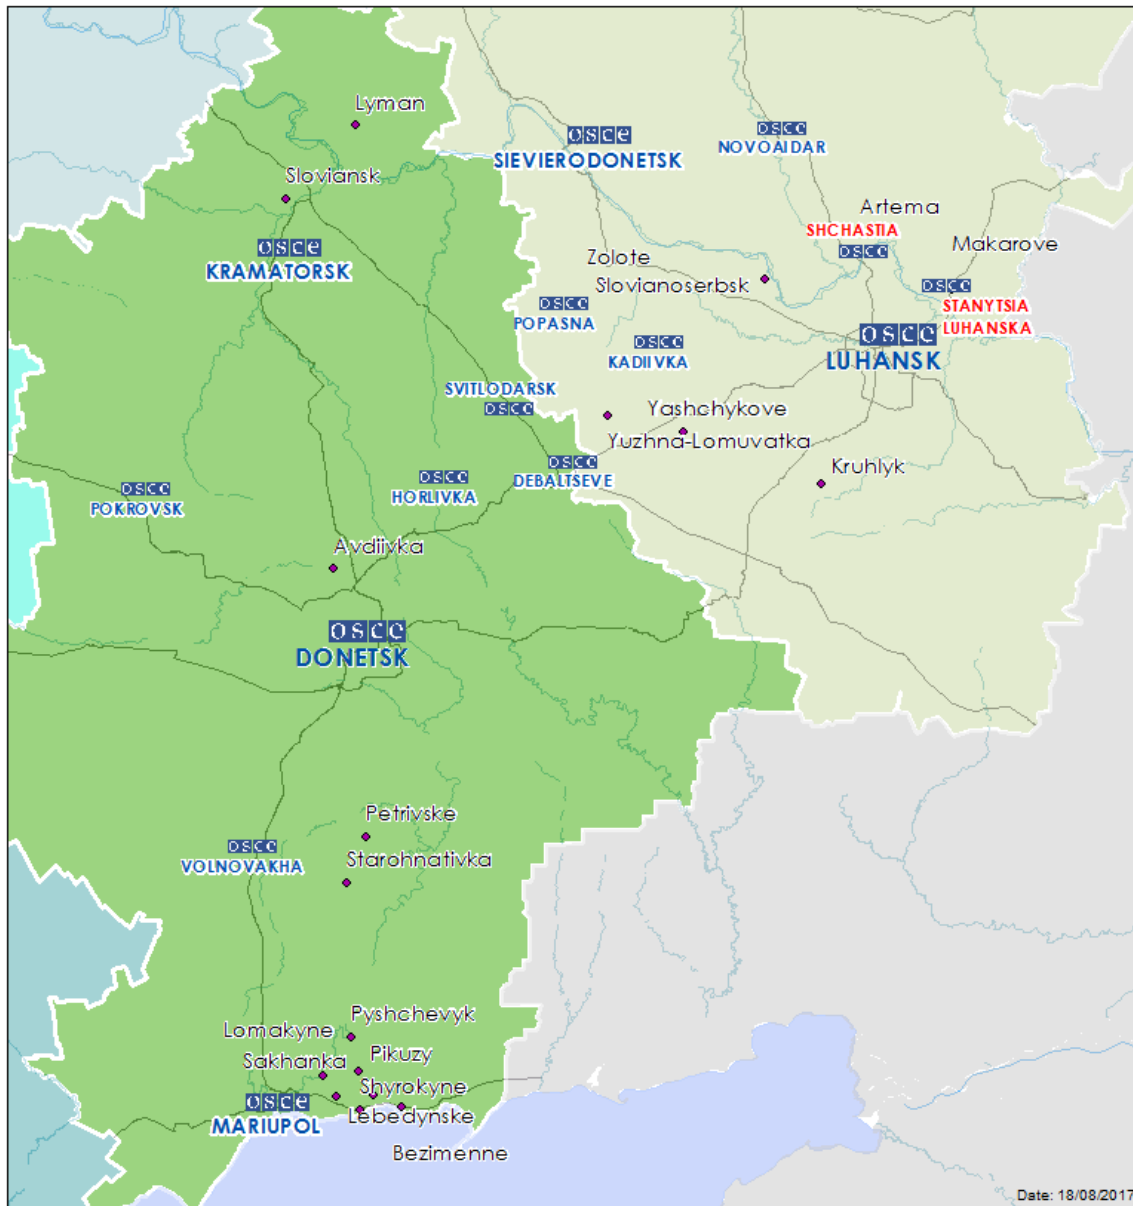 Lyman
osce
SIEVIERODONETSK
osce
NOVOAIDAR
Sloviansk
Artema
SHCHASTIA
osce
osce
KRAMATORSK
Makarove
Zolote
Slovianoserbsk
osce
STANYTSIA
LUHANSKA
osce
POPASNA
osce
KADIIVKA
osce
LUHANSK
SVITLODARSK
osce
Yashchykove
Yuzhna-Lomuvatka
osce
DEBALTSEVE
Kruhlyk
osce
HORLIVKA
osce
POKROVSK
Avdiivka
osce
DONETSK
Petrivske
osce
VOLNOVAKHA
Starohnativka
Pyshchevyk
Lomakyne
Pikuzy
Sakhanka
Shyrokyne
osce
MARIUPOL
Lebedynske
Bezimenne
Date: 18/08/2017